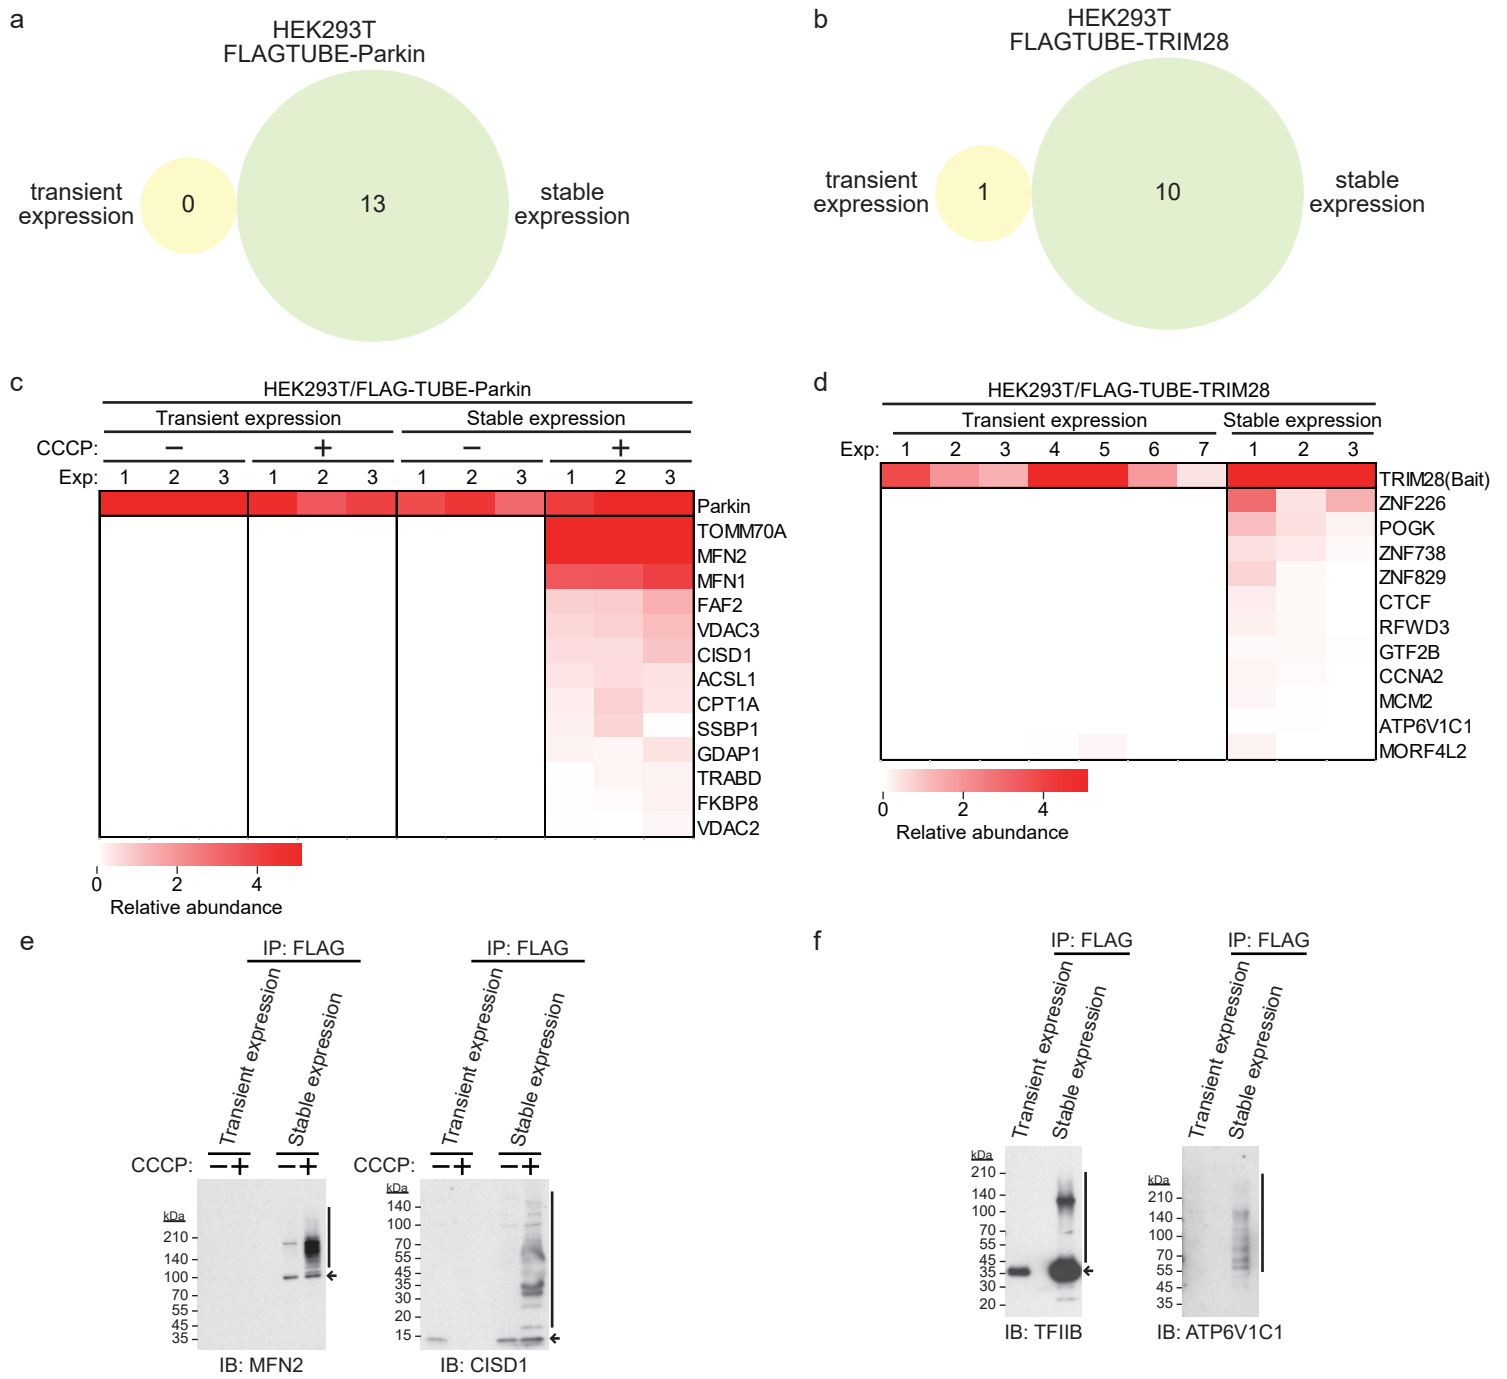 a
HEK293T
FLAGTUBE-Parkin
transient
expression
0
13
stable
expression
b
HEK293T
FLAGTUBE-TRIM28
transient
expression
1
10
stable
expression
c
HEK293T/FLAG-TUBE-Parkin
Transient expression Stable expression
CCCP: − + − +
Exp: 1 2 3 1 2 3 1 2 3 1 2 3
Parkin
TOMM70A
MFN2
MFN1
FAF2
VDAC3
CISD1
ACSL1
CPT1A
SSBP1
GDAP1
TRABD
FKBP8
VDAC2
0 2 4
Relative abundance
d
HEK293T/FLAG-TUBE-TRIM28
Transient expression Stable expression
Exp: 1 2 3 4 5 6 7 1 2 3
TRIM28(Bait)
ZNF226
POGK
ZNF738
ZNF829
CTCF
RFWD3
GTF2B
CCNA2
MCM2
ATP6V1C1
MORF4L2
0 2 4
Relative abundance
e
IP: FLAG
Transient expression
Stable expression
CCCP: − + − +
kDa
210
140
100
70
55
45
35
IB: MFN2
IP: FLAG
Transient expression
Stable expression
CCCP: − + − +
kDa
140
100
70
55
45
35
30
20
15
IB: CISD1
f
IP: FLAG
Transient expression
Stable expression
kDa
210
140
100
70
55
45
35
30
20
IB: TFIIB
IP: FLAG
Transient expression
Stable expression
kDa
210
140
100
70
55
45
35
IB: ATP6V1C1